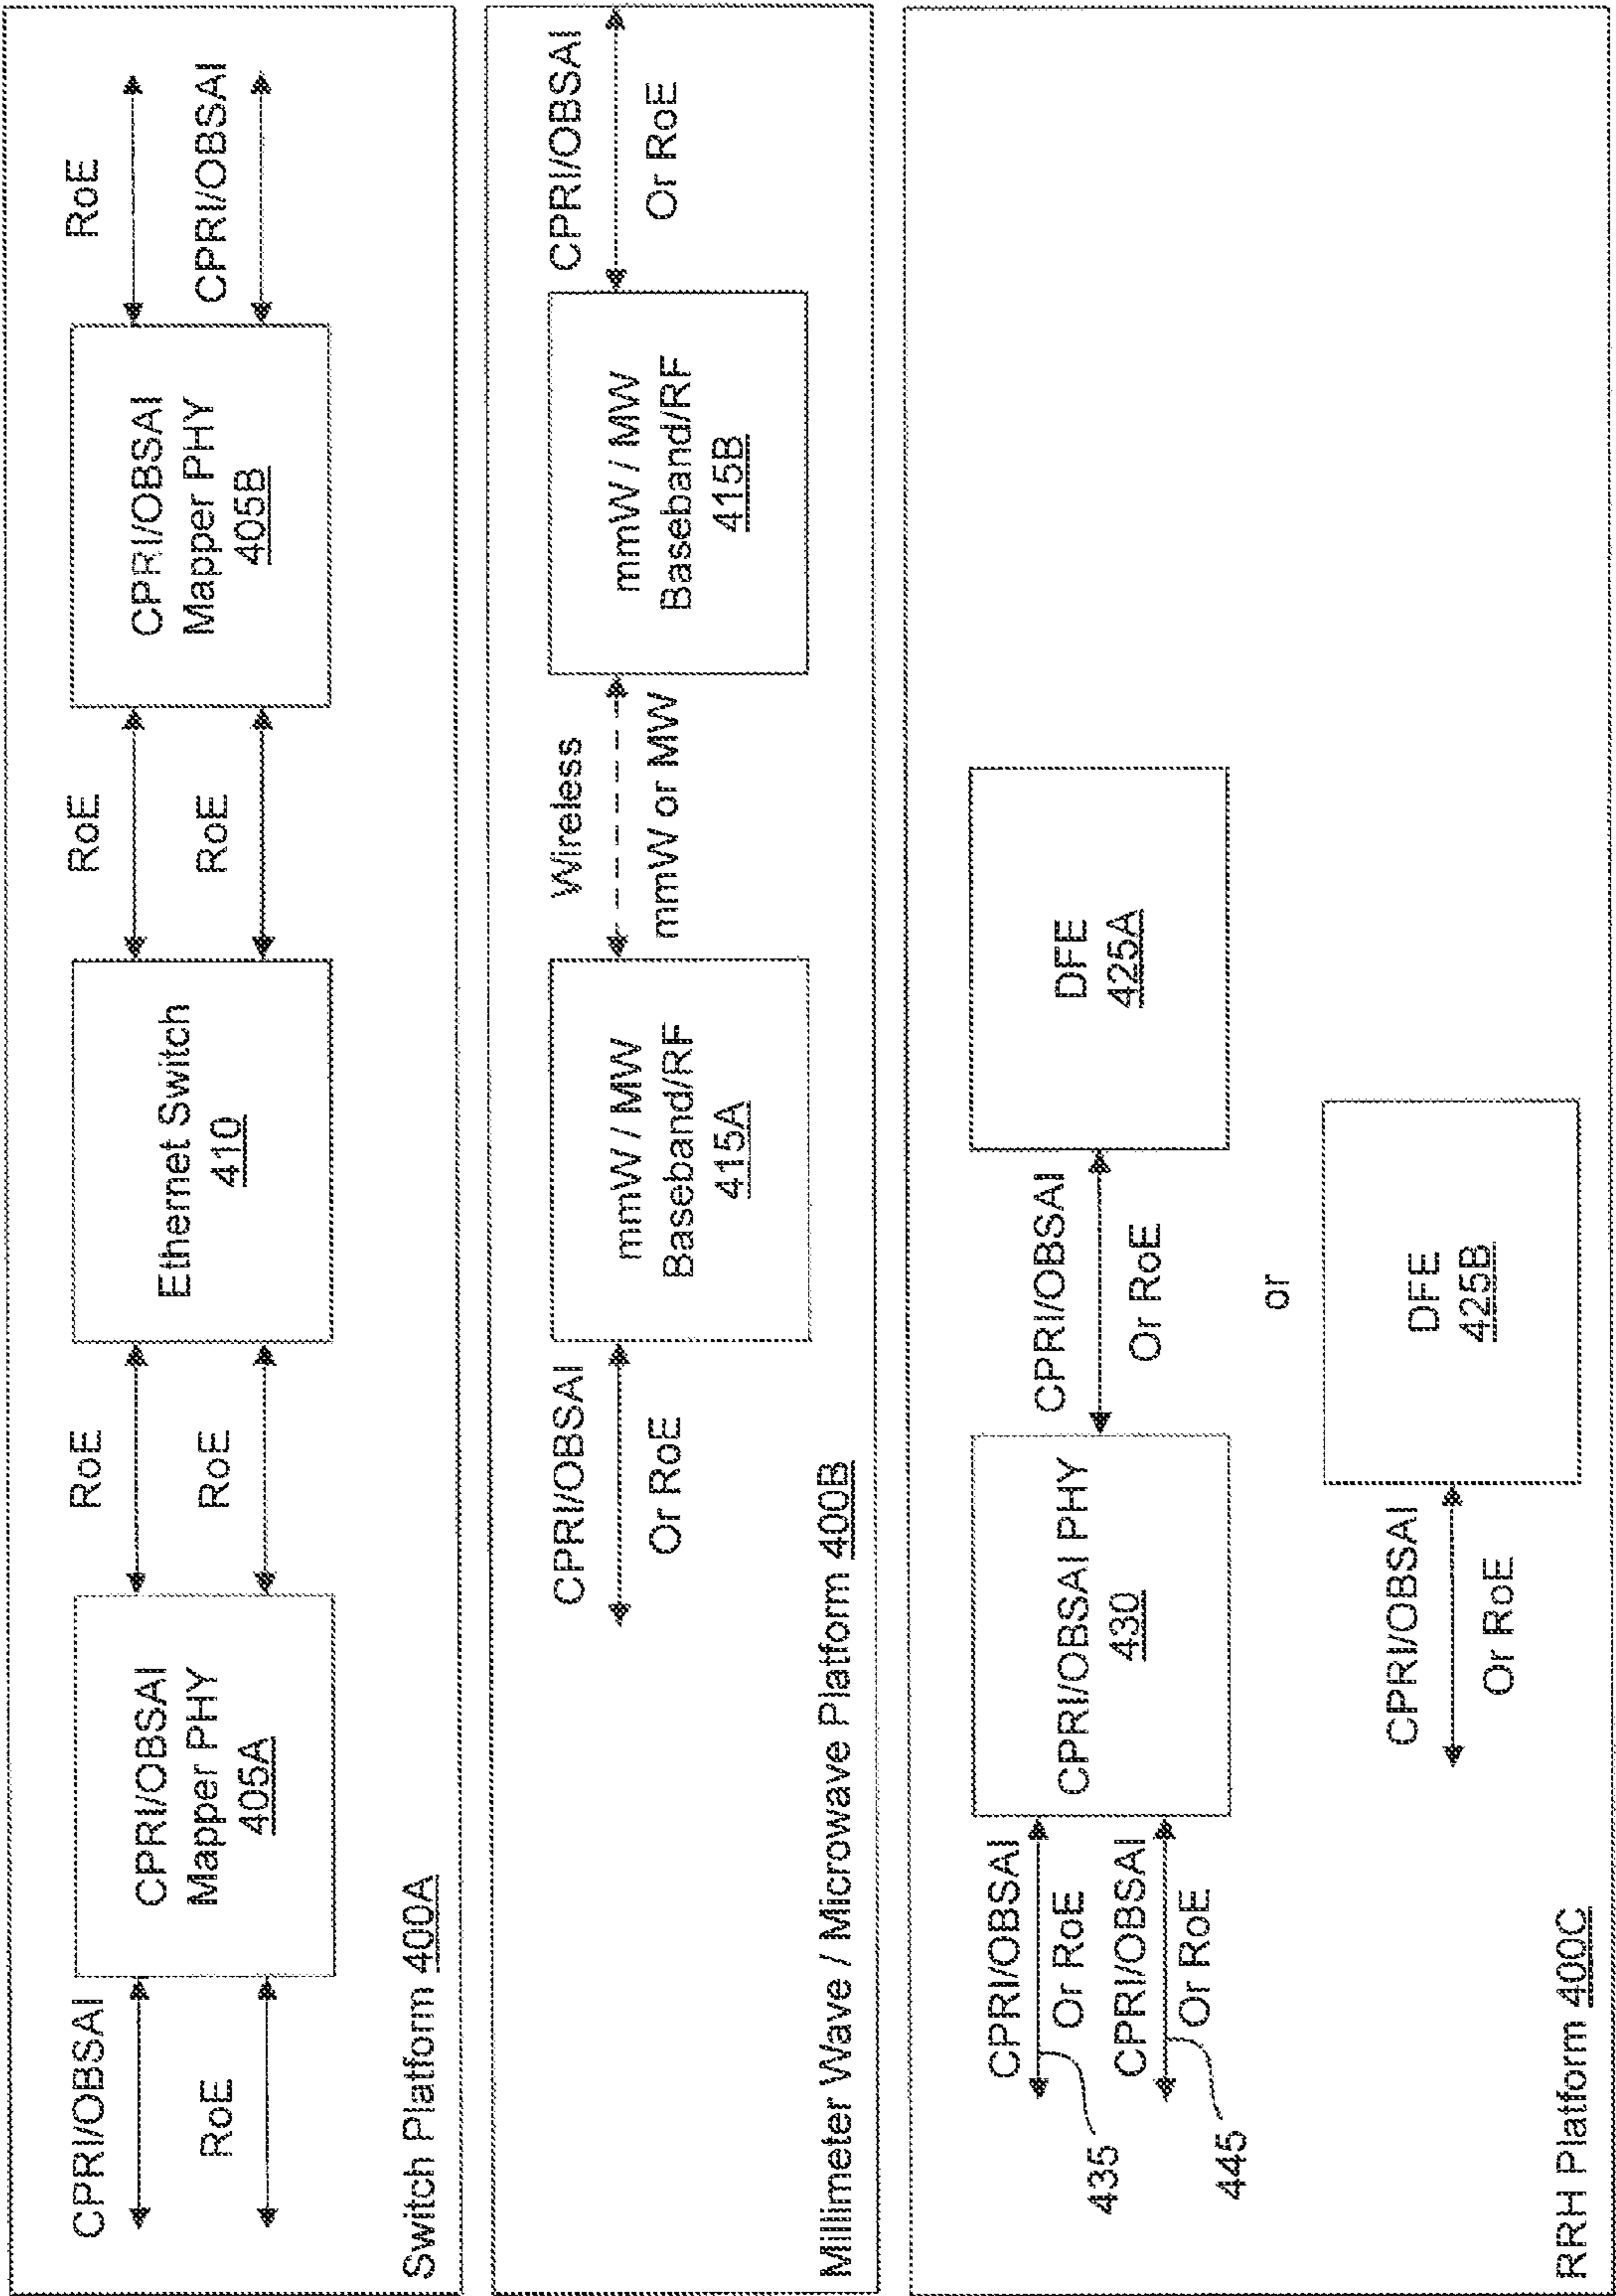 CPRI/OBSAI
RoE
CPRI/OBSAI
Mapper PHY
405A
RoE
RoE
Ethernet Switch
410
RoE
RoE
CPRI/OBSAI
Mapper PHY
405B
RoE
CPRI/OBSAI
Switch Platform 400A
CPRI/OBSAI
Or RoE
mmW / MW
Baseband/RF
415A
Wireless
mmW or MW
mmW / MW
Baseband/RF
415B
CPRI/OBSAI
Or RoE
Millimeter Wave / Microwave Platform 400B
CPRI/OBSAI
Or RoE
435
CPRI/OBSAI
Or RoE
445
CPRI/OBSAI PHY
430
CPRI/OBSAI
Or RoE
DFE
425A
or
CPRI/OBSAI
Or RoE
DFE
425B
RRH Platform 400C